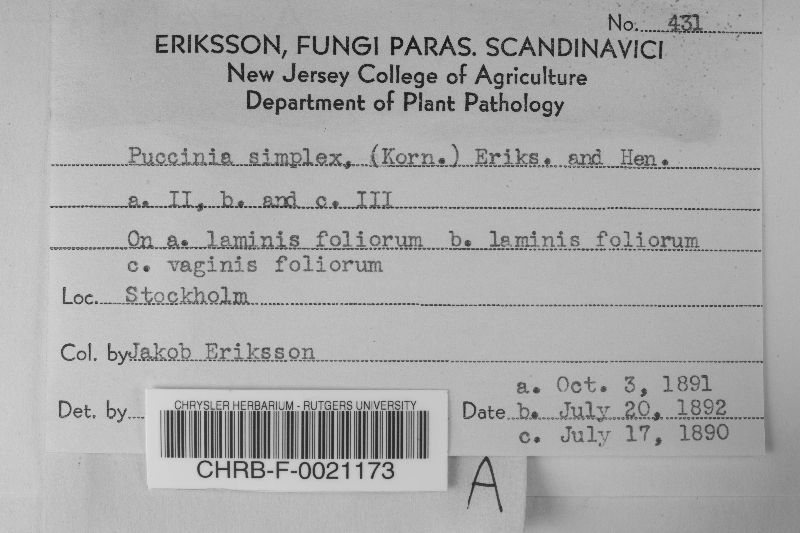 No. 431
ERIKSSON, FUNGI PARAS. SCANDINAVICI
New Jersey College of Agriculture
Department of Plant Pathology
Puccinia simplex, (Korn.) Eriks. and Hen.
a. II, b. and c. III
On a. laminis foliorum b. laminis foliorum
c. vaginis foliorum
Loc. Stockholm
Col. by Jakob Eriksson
a. Oct. 3, 1891
Det. by Date b. July 20, 1892
c. July 17, 1890
CHRYSLER HERBARIUM - RUTGERS UNIVERSITY
CHRB-F-0021173
A